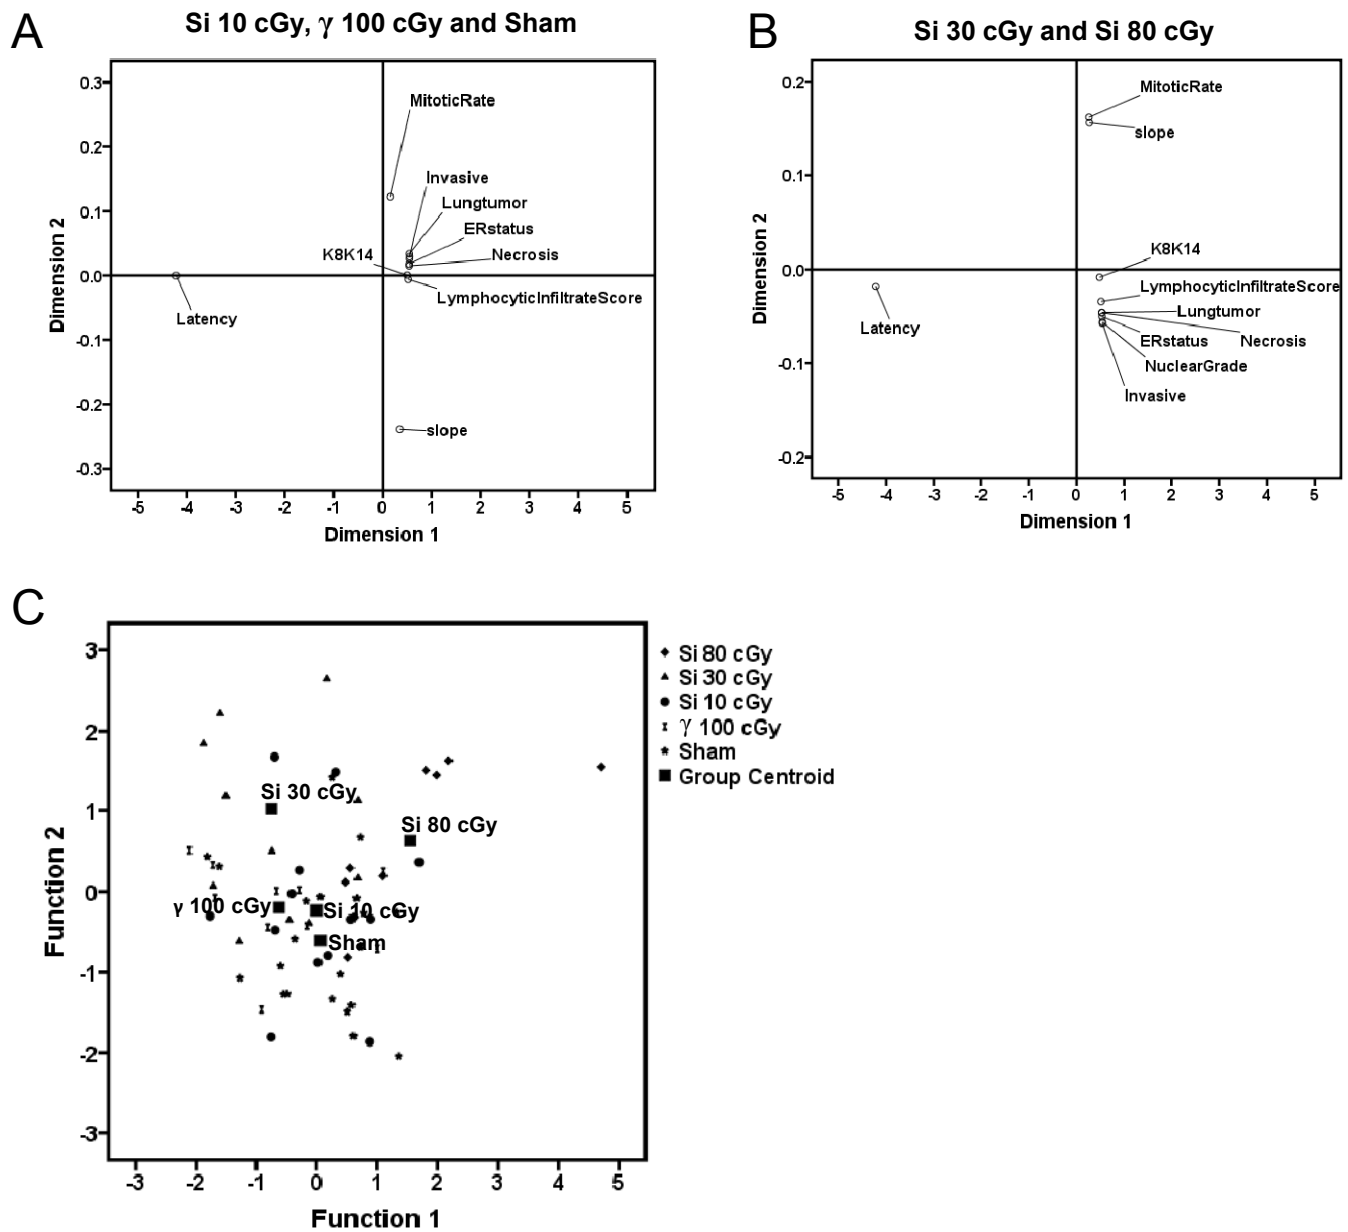 A
Si 10 cGy, γ 100 cGy and Sham
0.3
0.2
0.1
0.0
-0.1
-0.2
-0.3
Dimension 2
MitoticRate
Invasive
Lungtumor
ERstatus
K8K14
Necrosis
LymphocyticInfiltrateScore
Latency
slope
-5 -4 -3 -2 -1 0 1 2 3 4 5
Dimension 1
B
Si 30 cGy and Si 80 cGy
0.2
0.1
0.0
-0.1
-0.2
Dimension 2
MitoticRate
slope
K8K14
LymphocyticInfiltrateScore
Lungtumor
Latency
ERstatus
Necrosis
NuclearGrade
Invasive
-5 -4 -3 -2 -1 0 1 2 3 4 5
Dimension 1
C
3
2
1
0
-1
-2
-3
Function 2
Si 30 cGy
Si 80 cGy
γ 100 cGy
Si 10 cGy
Sham
-3 -2 -1 0 1 2 3 4 5
Function 1
Si 80 cGy
Si 30 cGy
Si 10 cGy
γ 100 cGy
Sham
Group Centroid